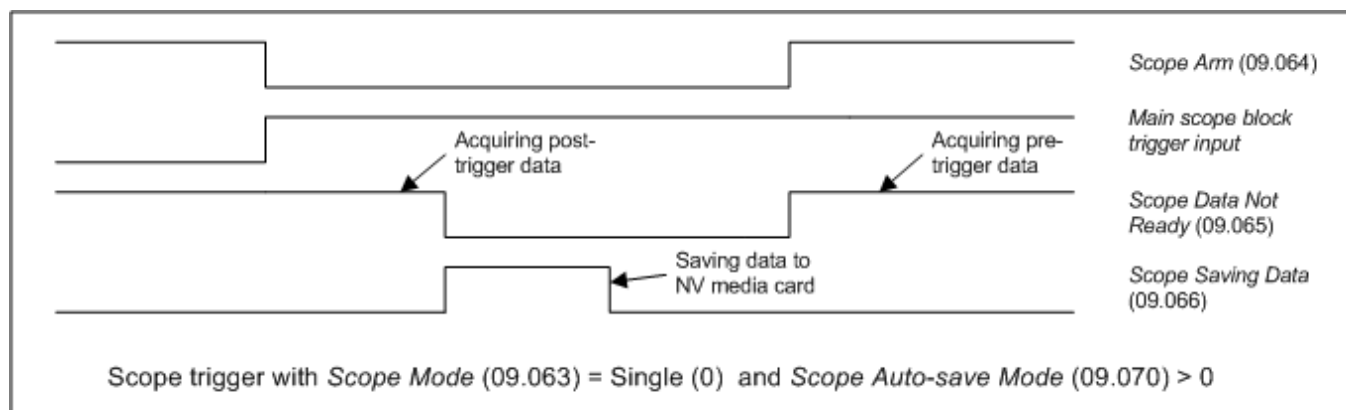 Scope Arm (09.064)
Main scope block
trigger input
Acquiring post-
trigger data
Acquiring pre-
trigger data
Scope Data Not
Ready (09.065)
Saving data to
NV media card
Scope Saving Data
(09.066)
Scope trigger with Scope Mode (09.063) = Single (0) and Scope Auto-save Mode (09.070) > 0